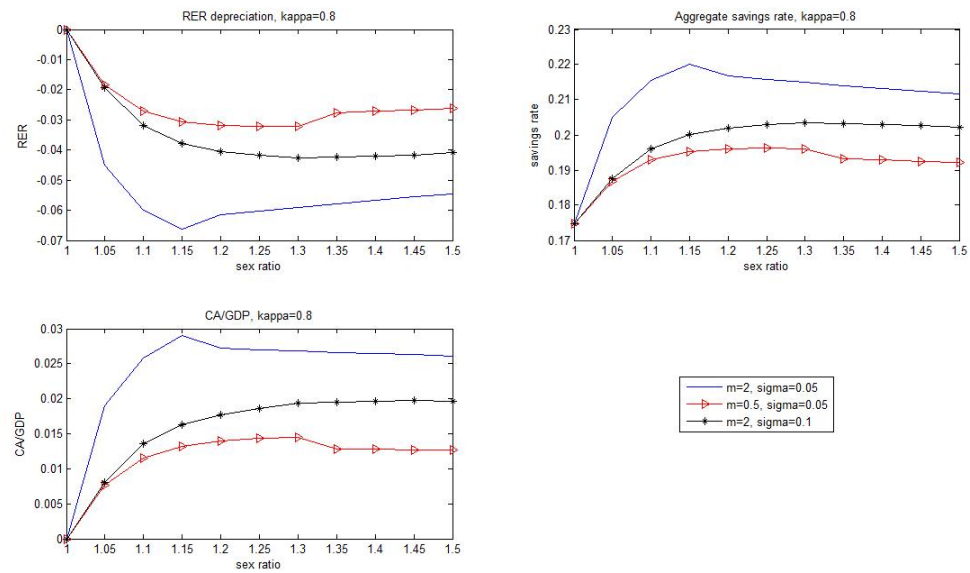 RER depreciation, kappa=0.8
0
-0.01
-0.02
-0.03
-0.04
-0.05
-0.06
-0.07
RER
1 1.05 1.1 1.15 1.2 1.25 1.3 1.35 1.4 1.45 1.5
sex ratio
Aggregate savings rate, kappa=0.8
0.23
0.22
0.21
0.2
0.19
0.18
0.17
savings rate
1 1.05 1.1 1.15 1.2 1.25 1.3 1.35 1.4 1.45 1.5
sex ratio
CA/GDP, kappa=0.8
0.03
0.025
0.02
0.015
0.01
0.005
0
CA/GDP
1 1.05 1.1 1.15 1.2 1.25 1.3 1.35 1.4 1.45 1.5
sex ratio
m=2, sigma=0.05
m=0.5, sigma=0.05
m=2, sigma=0.1